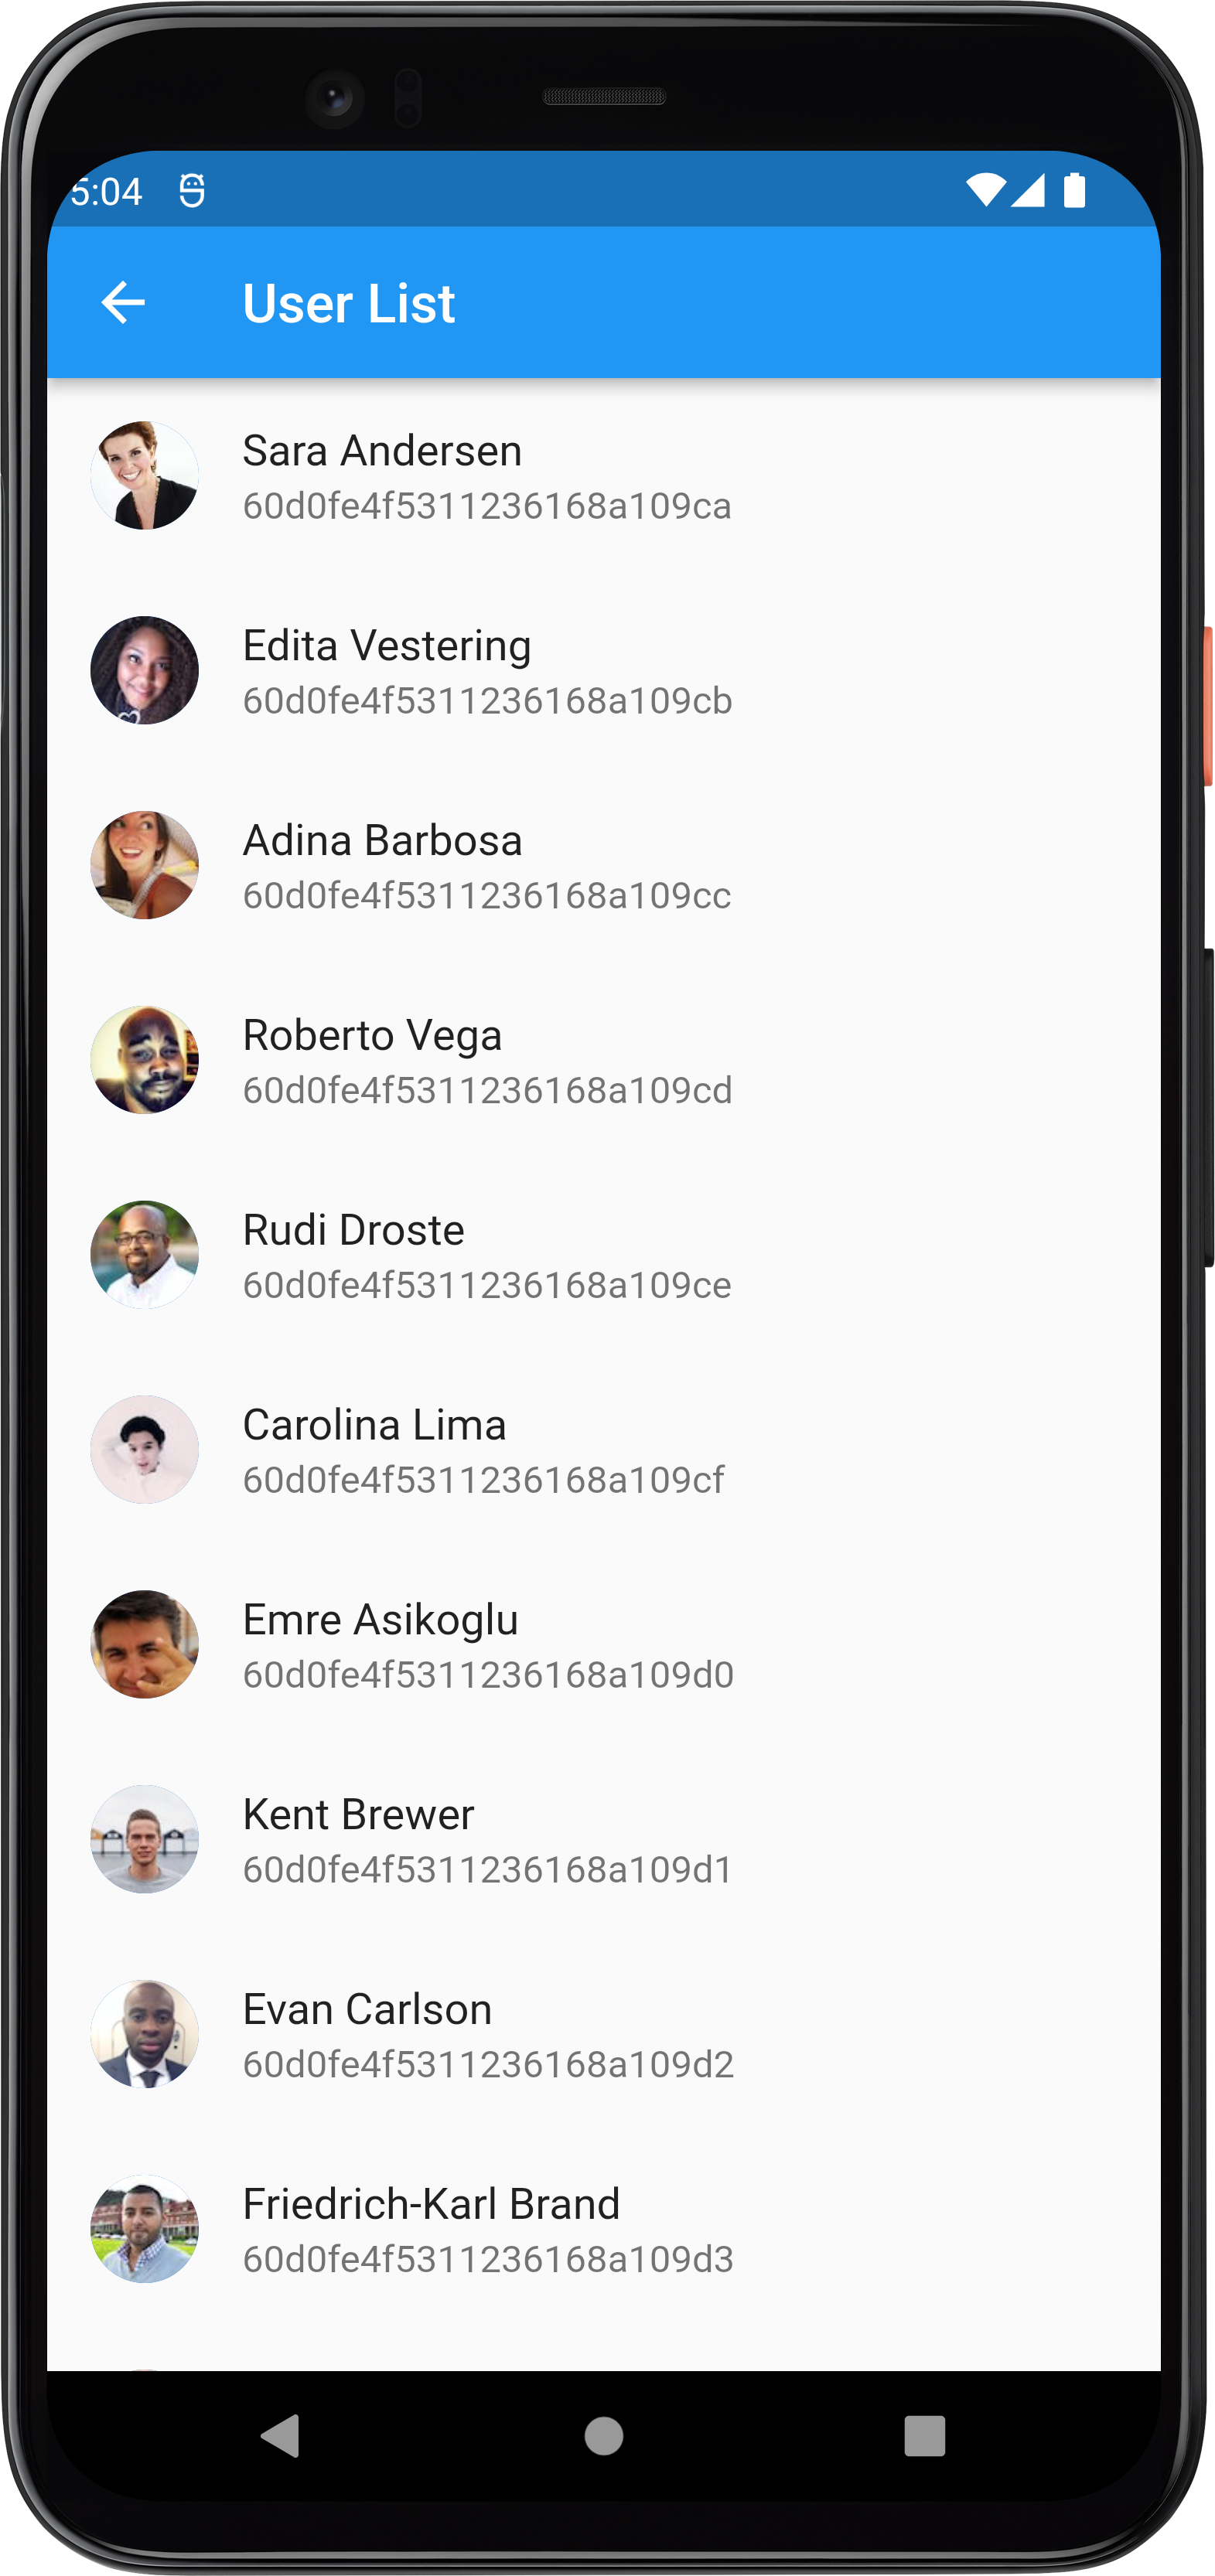 5:04
User List
Sara Andersen
60d0fe4f5311236168a109ca
Edita Vestering
60d0fe4f5311236168a109cb
Adina Barbosa
60d0fe4f5311236168a109cc
Roberto Vega
60d0fe4f5311236168a109cd
Rudi Droste
60d0fe4f5311236168a109ce
Carolina Lima
60d0fe4f5311236168a109cf
Emre Asikoglu
60d0fe4f5311236168a109d0
Kent Brewer
60d0fe4f5311236168a109d1
Evan Carlson
60d0fe4f5311236168a109d2
Friedrich-Karl Brand
60d0fe4f5311236168a109d3